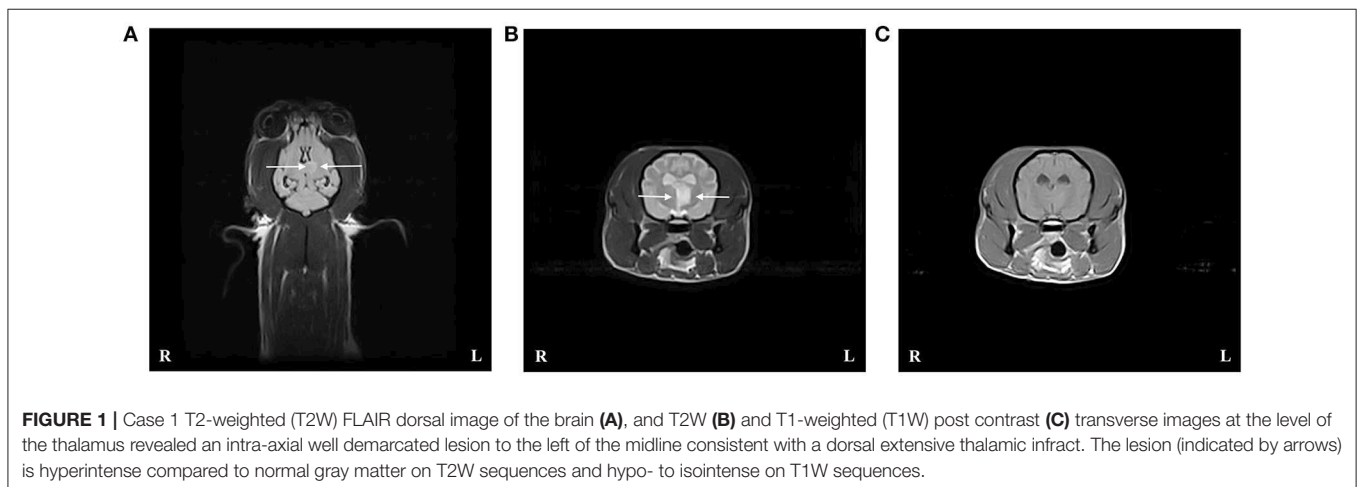 A
B
C
R
L
R
L
R
L
FIGURE 1 | Case 1 T2-weighted (T2W) FLAIR dorsal image of the brain (A), and T2W (B) and T1-weighted (T1W) post contrast (C) transverse images at the level of
the thalamus revealed an intra-axial well demarcated lesion to the left of the midline consistent with a dorsal extensive thalamic infract. The lesion (indicated by arrows)
is hyperintense compared to normal gray matter on T2W sequences and hypo- to isointense on T1W sequences.